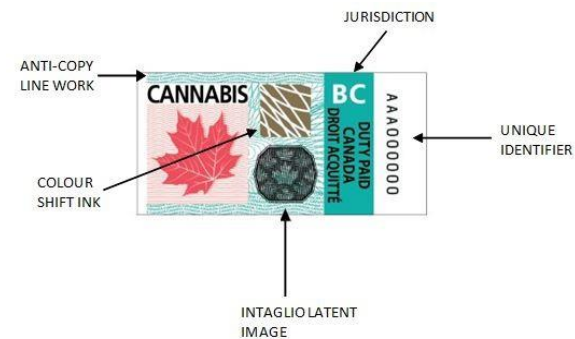 JURISDICTION
ANTI-COPY
LINE WORK
CANNABIS
BC
DUTY PAID
CANADA
DROIT ACQUITTÉ
AAA000000
UNIQUE
IDENTIFIER
COLOUR
SHIFT INK
INTAGLIO LATENT
IMAGE